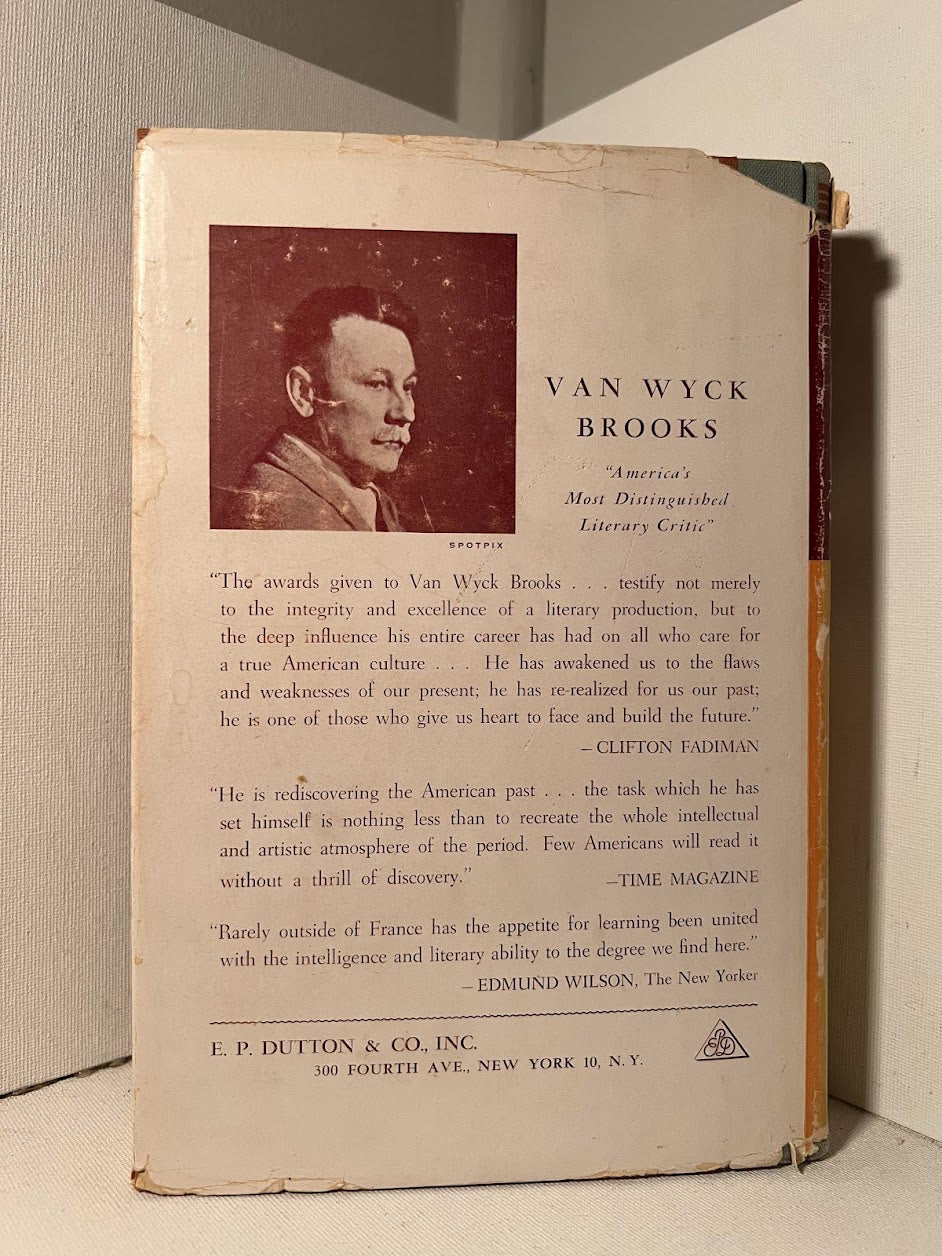 VAN WYCK
BROOKS
"America's
Most Distinguished
Literary Critic"
SPOTPIX
"The awards given to Van Wyck Brooks . . . testify not merely
to the integrity and excellence of a literary production, but to
the deep influence his entire career has had on all who care for
a true American culture . . . He has awakened us to the flaws
and weaknesses of our present; he has re-realized for us our past;
he is one of those who give us heart to face and build the future."
– CLIFTON FADIMAN
"He is rediscovering the American past . . . the task which he has
set himself is nothing less than to recreate the whole intellectual
and artistic atmosphere of the period. Few Americans will read it
without a thrill of discovery." –TIME MAGAZINE
"Rarely outside of France has the appetite for learning been united
with the intelligence and literary ability to the degree we find here."
– EDMUND WILSON, The New Yorker
E. P. DUTTON & CO., INC.
300 FOURTH AVE., NEW YORK 10, N. Y.
EPD